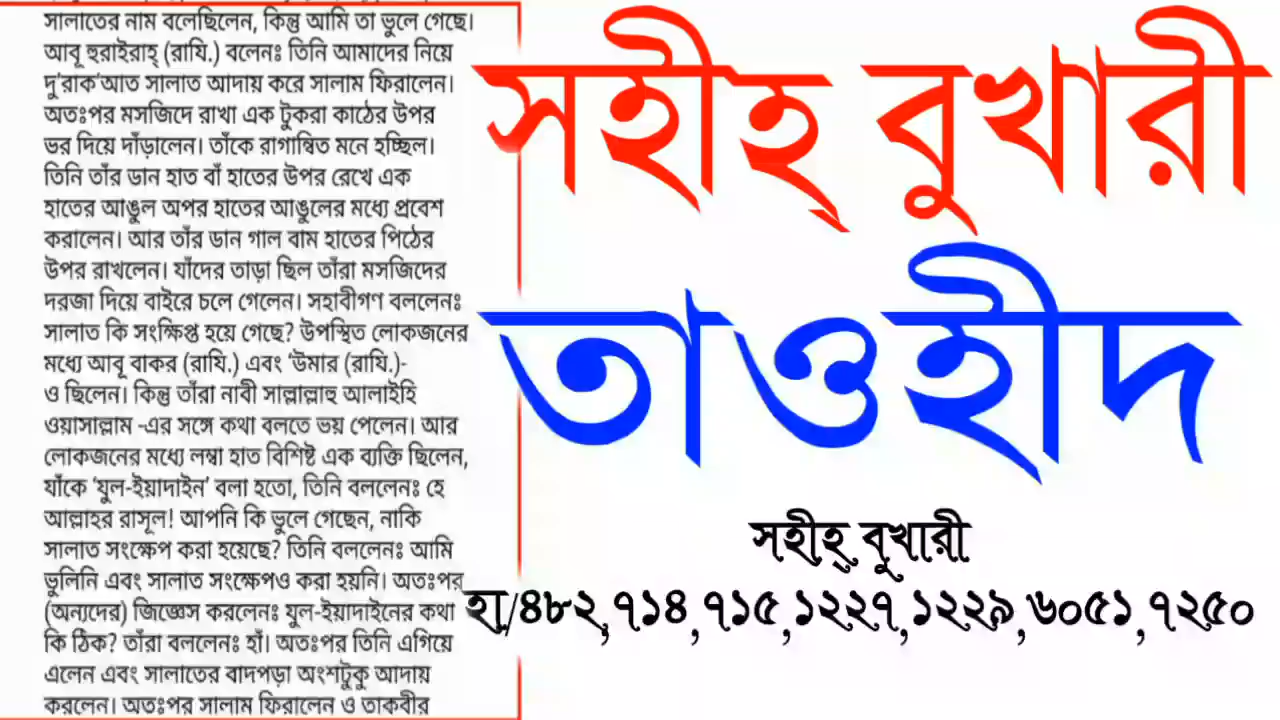 সালাতের নাম বলেছিলেন, কিন্তু আমি তা ভুলে গেছে।
আবূ হুরাইরাহ্ (রাযি.) বলেনঃ তিনি আমাদের নিয়ে
দু'রাক'আত সালাত আদায় করে সালাম ফিরালেন।
অতঃপর মসজিদে রাখা এক টুকরা কাঠের উপর
ভর দিয়ে দাঁড়ালেন। তাঁকে রাগান্বিত মনে হচ্ছিল।
তিনি তাঁর ডান হাত বাঁ হাতের উপর রেখে এক
হাতের আঙুল অপর হাতের আঙুলের মধ্যে প্রবেশ
করালেন। আর তাঁর ডান গাল বাম হাতের পিঠের
উপর রাখলেন। যাঁদের তাড়া ছিল তাঁরা মসজিদের
দরজা দিয়ে বাইরে চলে গেলেন। সহাবীগণ বললেনঃ
সালাত কি সংক্ষিপ্ত হয়ে গেছে? উপস্থিত লোকজনের
মধ্যে আবূ বাকর (রাযি.) এবং ‘উমার (রাযি.)-
ও ছিলেন। কিন্তু তাঁরা নাবী সাল্লাল্লাহু আলাইহি
ওয়াসাল্লাম -এর সঙ্গে কথা বলতে ভয় পেলেন। আর
লোকজনের মধ্যে লম্বা হাত বিশিষ্ট এক ব্যক্তি ছিলেন,
যাঁকে ‘যুল-ইয়াদাইন’ বলা হতো, তিনি বললেনঃ হে
আল্লাহর রাসূল! আপনি কি ভুলে গেছেন, নাকি
সালাত সংক্ষেপ করা হয়েছে? তিনি বললেনঃ আমি
ভুলিনি এবং সালাত সংক্ষেপও করা হয়নি। অতঃপর
(অন্যদের) জিজ্ঞেস করলেনঃ যুল-ইয়াদাইনের কথা
কি ঠিক? তাঁরা বললেনঃ হাঁ। অতঃপর তিনি এগিয়ে
এলেন এবং সালাতের বাদপড়া অংশটুকু আদায়
করলেন। অতঃপর সালাম ফিরালেন ও তাকবীর
সহীহ্ বুখারী
তাওহীদ
সহীহ্ বুখারী
হা/৪৮২,৭১৪,৭১৫,১২২৭,১২২৯,৬০৫১,৭২৫০